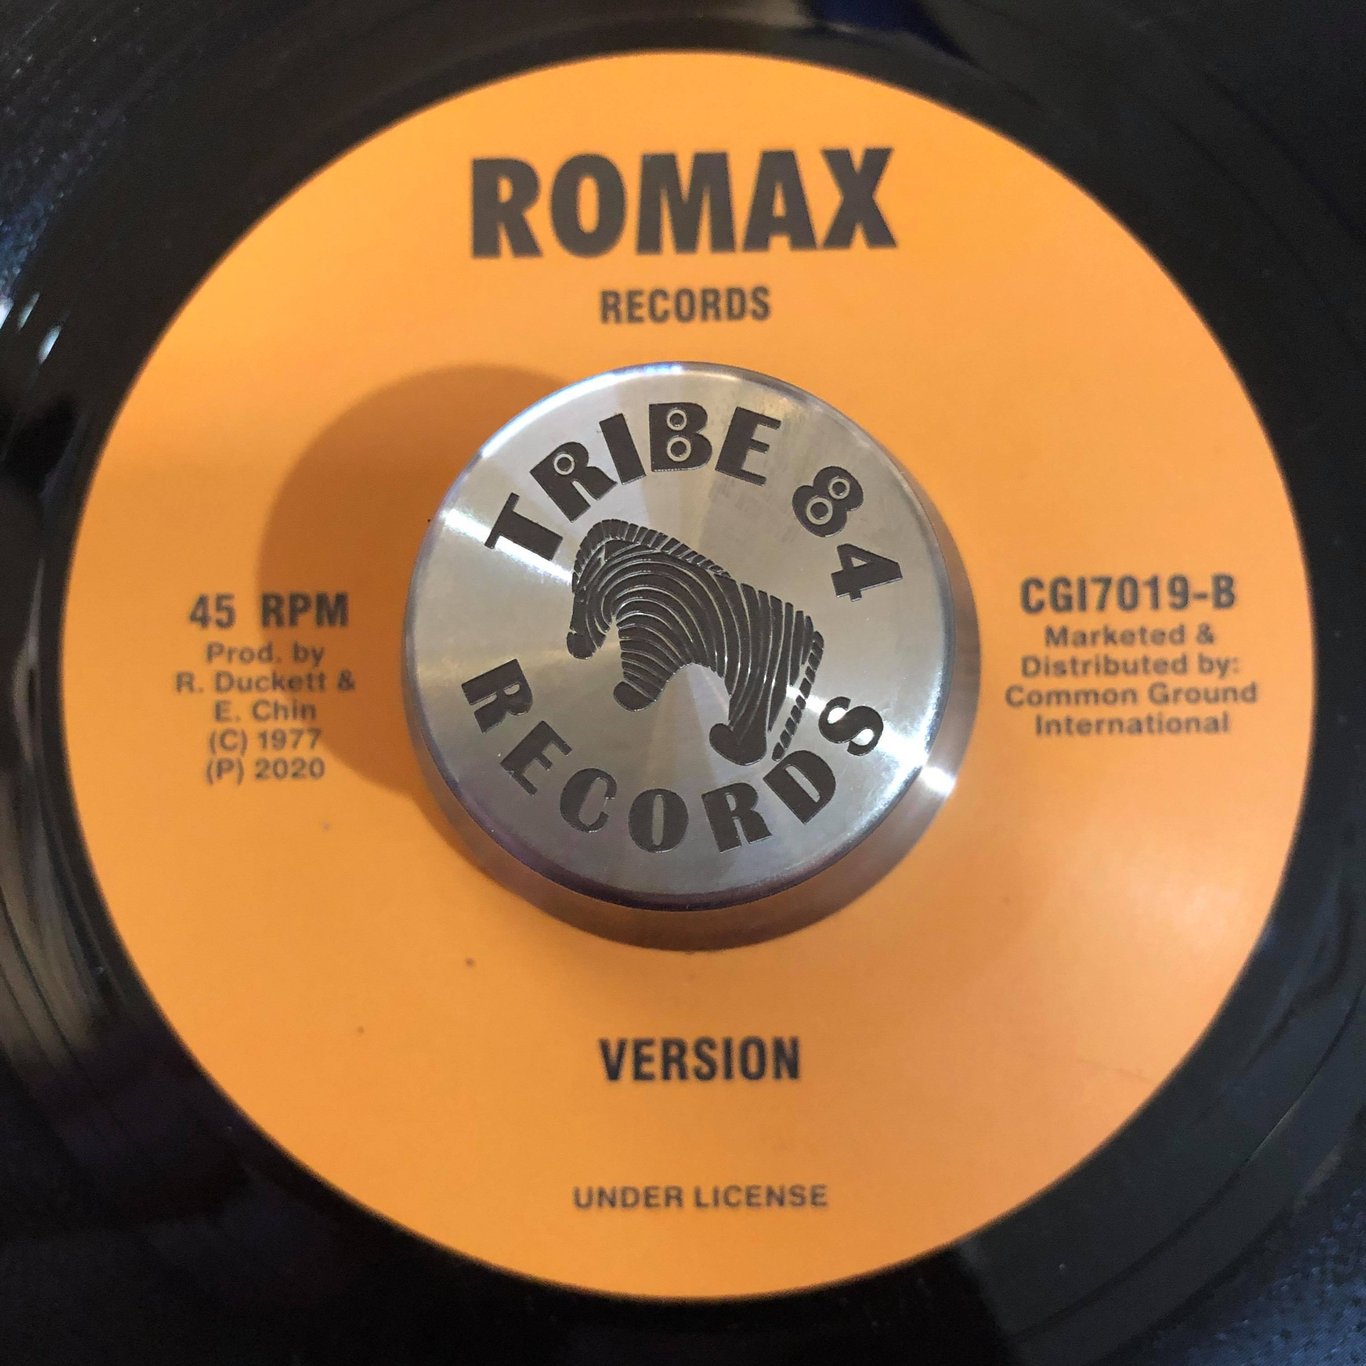 ROMAX
RECORDS
TRIBE 84
RECORDS
45 RPM
Prod. by
R. Duckett &
E. Chin
(C) 1977
(P) 2020
CGI7019-B
Marketed &
Distributed by:
Common Ground
International
VERSION
UNDER LICENSE